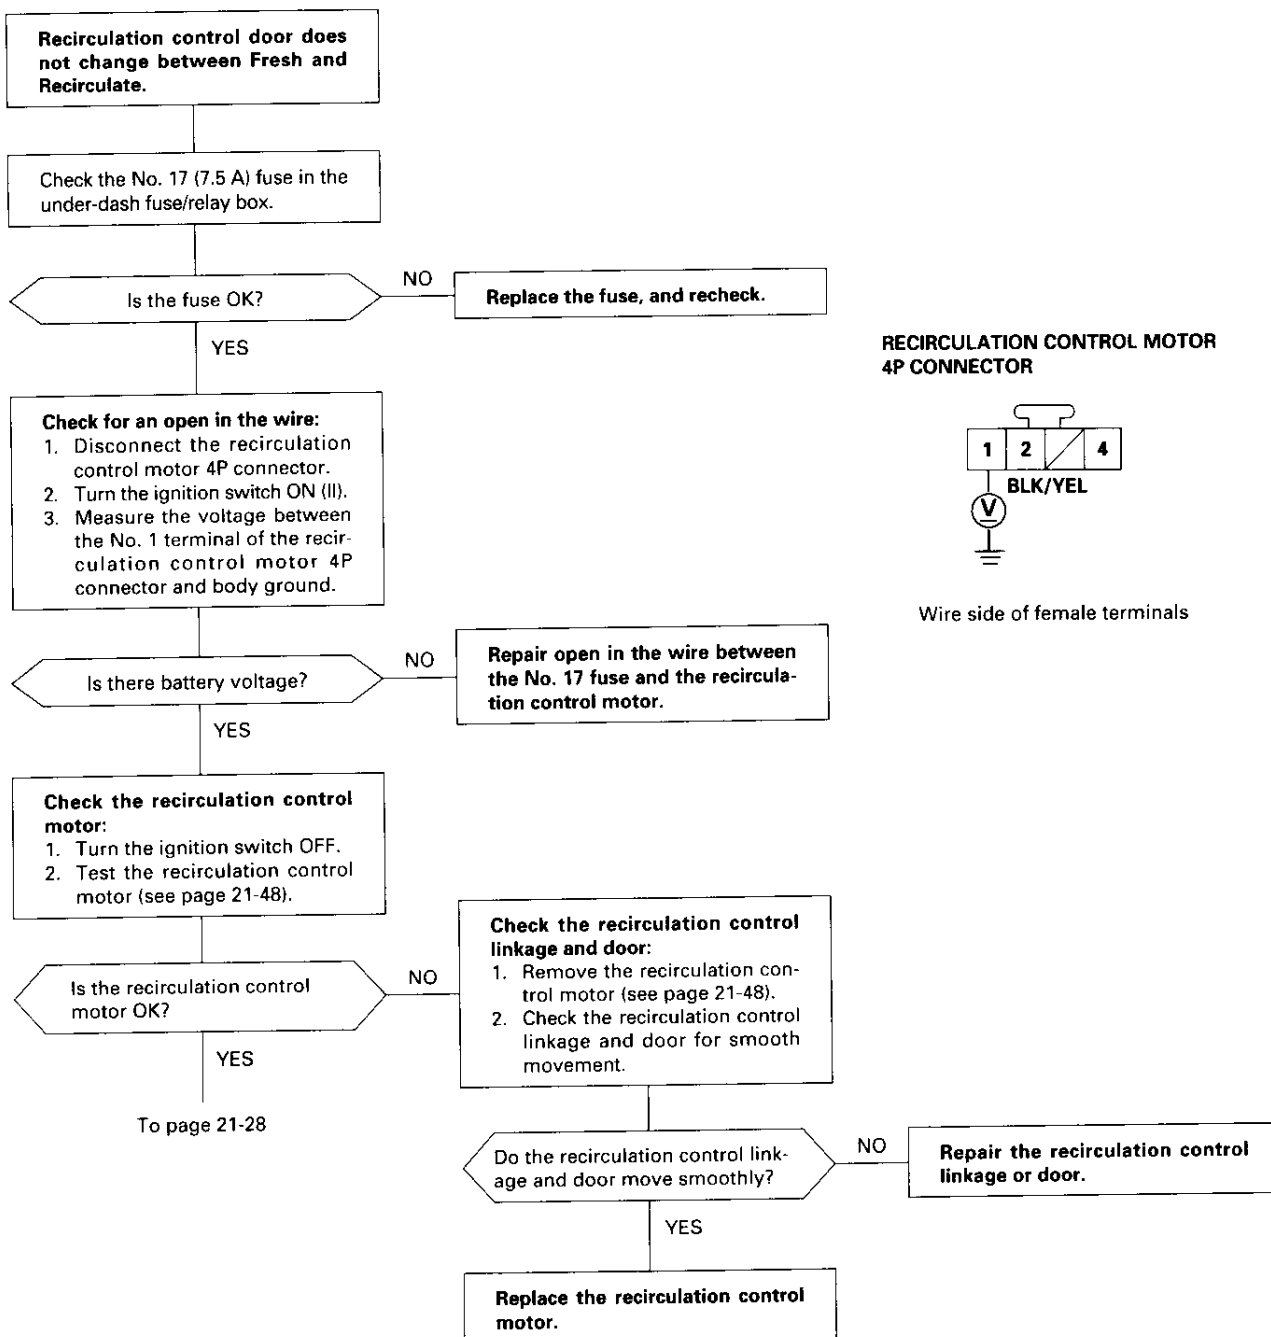 Recirculation control door does
not change between Fresh and
Recirculate.
Check the No. 17 (7.5 A) fuse in the
under-dash fuse/relay box.
Is the fuse OK?
NO
Replace the fuse, and recheck.
YES
RECIRCULATION CONTROL MOTOR
4P CONNECTOR
1 2 4
BLK/YEL
V
Wire side of female terminals
Check for an open in the wire:
1. Disconnect the recirculation
control motor 4P connector.
2. Turn the ignition switch ON (II).
3. Measure the voltage between
the No. 1 terminal of the recir-
culation control motor 4P
connector and body ground.
Is there battery voltage?
NO
Repair open in the wire between
the No. 17 fuse and the recircula-
tion control motor.
YES
Check the recirculation control
motor:
1. Turn the ignition switch OFF.
2. Test the recirculation control
motor (see page 21-48).
Is the recirculation control
motor OK?
NO
YES
To page 21-28
Check the recirculation control
linkage and door:
1. Remove the recirculation con-
trol motor (see page 21-48).
2. Check the recirculation control
linkage and door for smooth
movement.
Do the recirculation control link-
age and door move smoothly?
NO
Repair the recirculation control
linkage or door.
YES
Replace the recirculation control
motor.